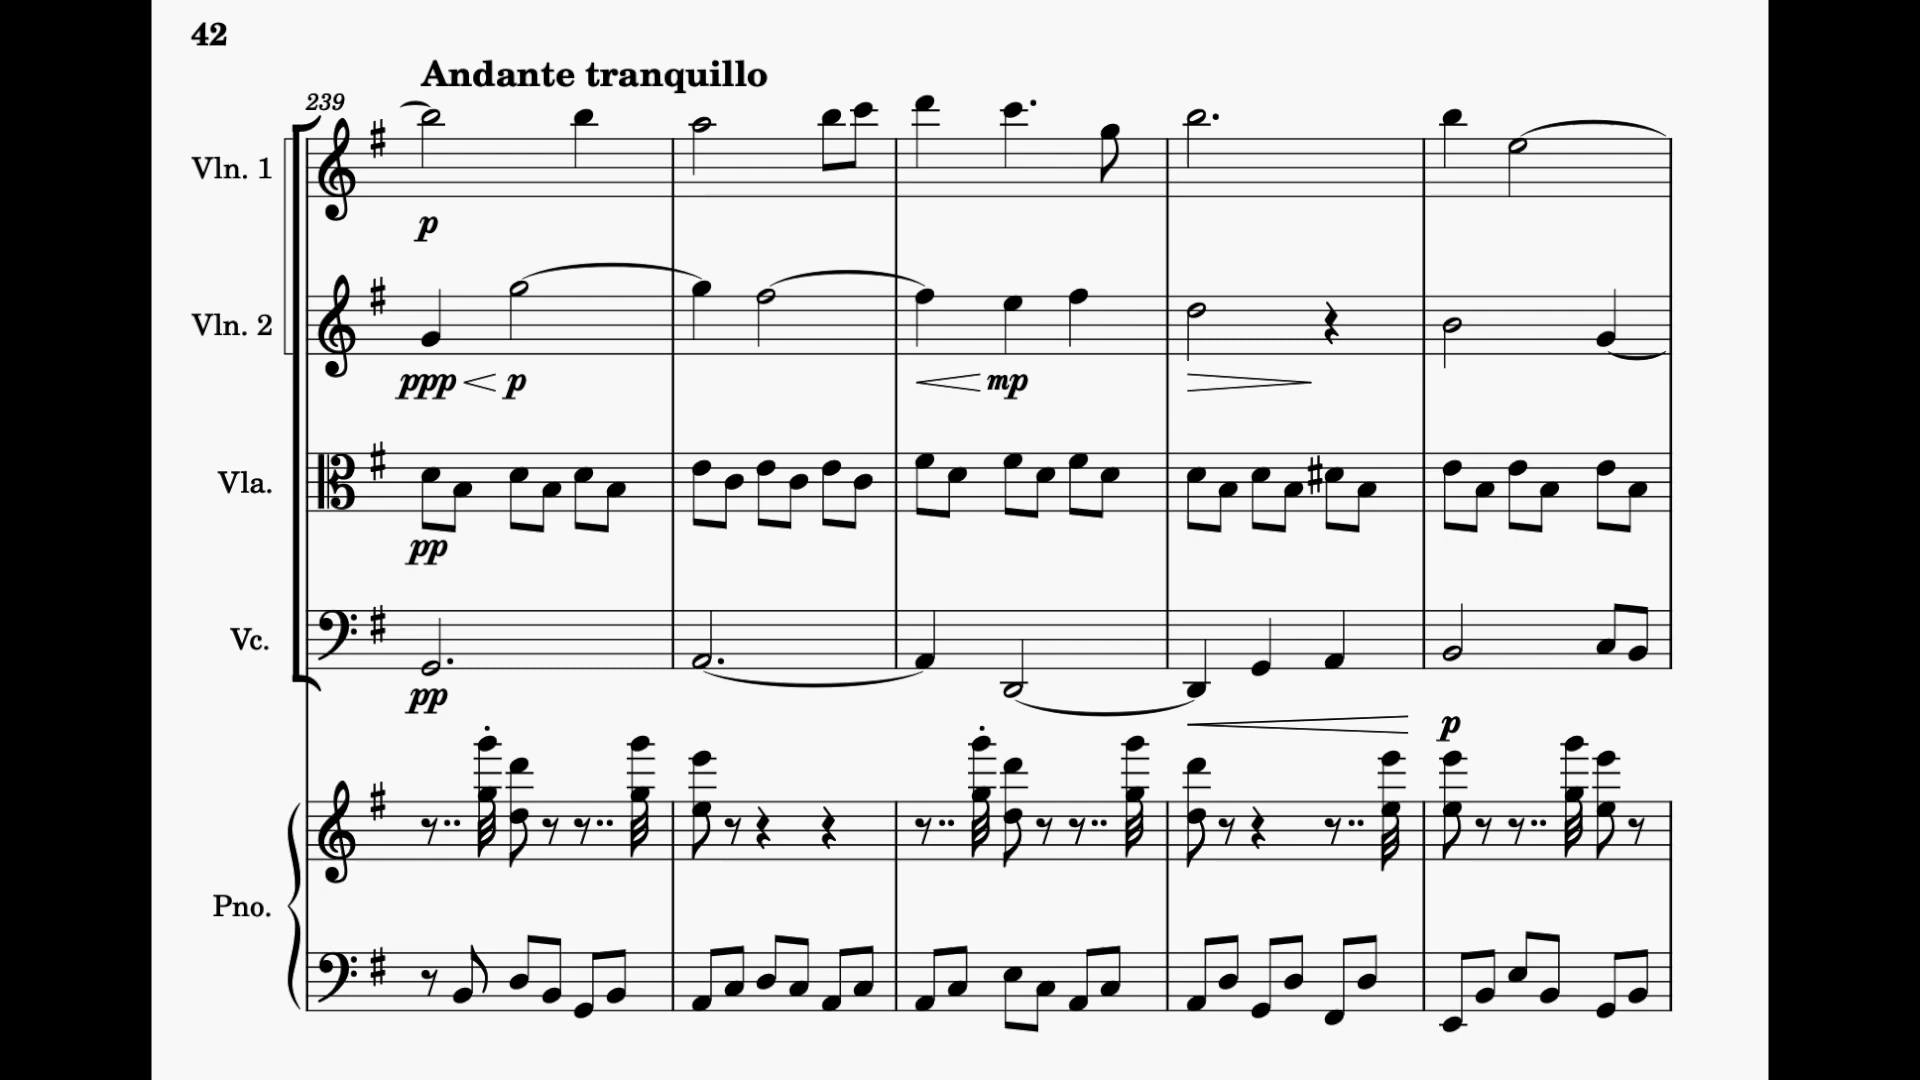 42
Andante tranquillo
239
Vln. 1
p
Vln. 2
ppp p mp
Vla.
pp
Vc.
pp
p
Pno.